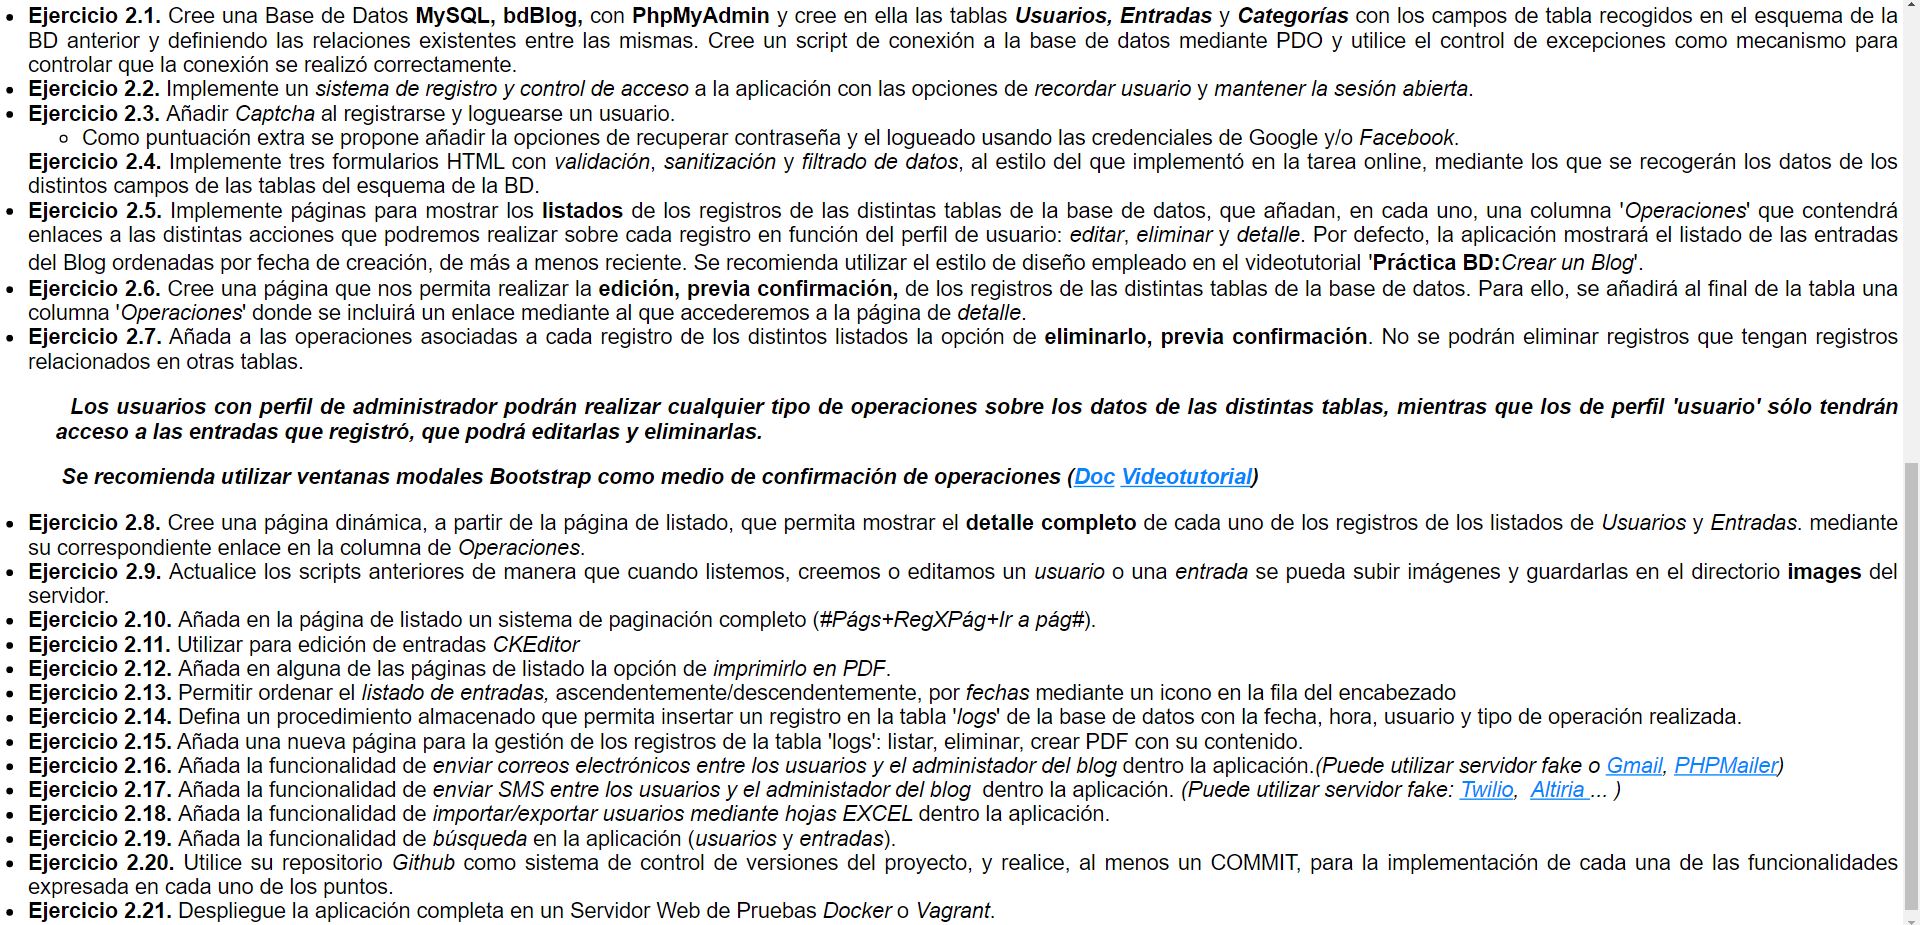 Ejercicio 2.1. Cree una Base de Datos MySQL, bdBlog, con PhpMyAdmin y cree en ella las tablas Usuarios, Entradas y Categorías con los campos de tabla recogidos en el esquema de la
BD anterior y definiendo las relaciones existentes entre las mismas. Cree un script de conexión a la base de datos mediante PDO y utilice el control de excepciones como mecanismo para
controlar que la conexión se realizó correctamente.
Ejercicio 2.2. Implemente un sistema de registro y control de acceso a la aplicación con las opciones de recordar usuario y mantener la sesión abierta.
Ejercicio 2.3. Añadir Captcha al registrarse y loguearse un usuario.
Como puntuación extra se propone añadir la opciones de recuperar contraseña y el logueado usando las credenciales de Google y/o Facebook.
Ejercicio 2.4. Implemente tres formularios HTML con validación, sanitización y filtrado de datos, al estilo del que implementó en la tarea online, mediante los que se recogerán los datos de los
distintos campos de las tablas del esquema de la BD.
Ejercicio 2.5. Implemente páginas para mostrar los listados de los registros de las distintas tablas de la base de datos, que añadan, en cada uno, una columna 'Operaciones' que contendrá
enlaces a las distintas acciones que podremos realizar sobre cada registro en función del perfil de usuario: editar, eliminar y detalle. Por defecto, la aplicación mostrará el listado de las entradas
del Blog ordenadas por fecha de creación, de más a menos reciente. Se recomienda utilizar el estilo de diseño empleado en el videotutorial 'Práctica BD:Crear un Blog'.
Ejercicio 2.6. Cree una página que nos permita realizar la edición, previa confirmación, de los registros de las distintas tablas de la base de datos. Para ello, se añadirá al final de la tabla una
columna 'Operaciones' donde se incluirá un enlace mediante al que accederemos a la página de detalle.
Ejercicio 2.7. Añada a las operaciones asociadas a cada registro de los distintos listados la opción de eliminarlo, previa confirmación. No se podrán eliminar registros que tengan registros
relacionados en otras tablas.
Los usuarios con perfil de administrador podrán realizar cualquier tipo de operaciones sobre los datos de las distintas tablas, mientras que los de perfil 'usuario' sólo tendrán
acceso a las entradas que registró, que podrá editarlas y eliminarlas.
Se recomienda utilizar ventanas modales Bootstrap como medio de confirmación de operaciones (Doc Videotutorial)
Ejercicio 2.8. Cree una página dinámica, a partir de la página de listado, que permita mostrar el detalle completo de cada uno de los registros de los listados de Usuarios y Entradas. mediante
su correspondiente enlace en la columna de Operaciones.
Ejercicio 2.9. Actualice los scripts anteriores de manera que cuando listemos, creemos o editamos un usuario o una entrada se pueda subir imágenes y guardarlas en el directorio images del
servidor.
Ejercicio 2.10. Añada en la página de listado un sistema de paginación completo (#Págs+RegXPág+Ir a pág#).
Ejercicio 2.11. Utilizar para edición de entradas CKEditor
Ejercicio 2.12. Añada en alguna de las páginas de listado la opción de imprimirlo en PDF.
Ejercicio 2.13. Permitir ordenar el listado de entradas, ascendentemente/descendentemente, por fechas mediante un icono en la fila del encabezado
Ejercicio 2.14. Defina un procedimiento almacenado que permita insertar un registro en la tabla 'logs' de la base de datos con la fecha, hora, usuario y tipo de operación realizada.
Ejercicio 2.15. Añada una nueva página para la gestión de los registros de la tabla 'logs': listar, eliminar, crear PDF con su contenido.
Ejercicio 2.16. Añada la funcionalidad de enviar correos electrónicos entre los usuarios y el administador del blog dentro la aplicación.(Puede utilizar servidor fake o Gmail, PHPMailer)
Ejercicio 2.17. Añada la funcionalidad de enviar SMS entre los usuarios y el administador del blog dentro la aplicación. (Puede utilizar servidor fake: Twilio, Altiria ... )
Ejercicio 2.18. Añada la funcionalidad de importar/exportar usuarios mediante hojas EXCEL dentro la aplicación.
Ejercicio 2.19. Añada la funcionalidad de búsqueda en la aplicación (usuarios y entradas).
Ejercicio 2.20. Utilice su repositorio Github como sistema de control de versiones del proyecto, y realice, al menos un COMMIT, para la implementación de cada una de las funcionalidades
expresada en cada uno de los puntos.
Ejercicio 2.21. Despliegue la aplicación completa en un Servidor Web de Pruebas Docker o Vagrant.